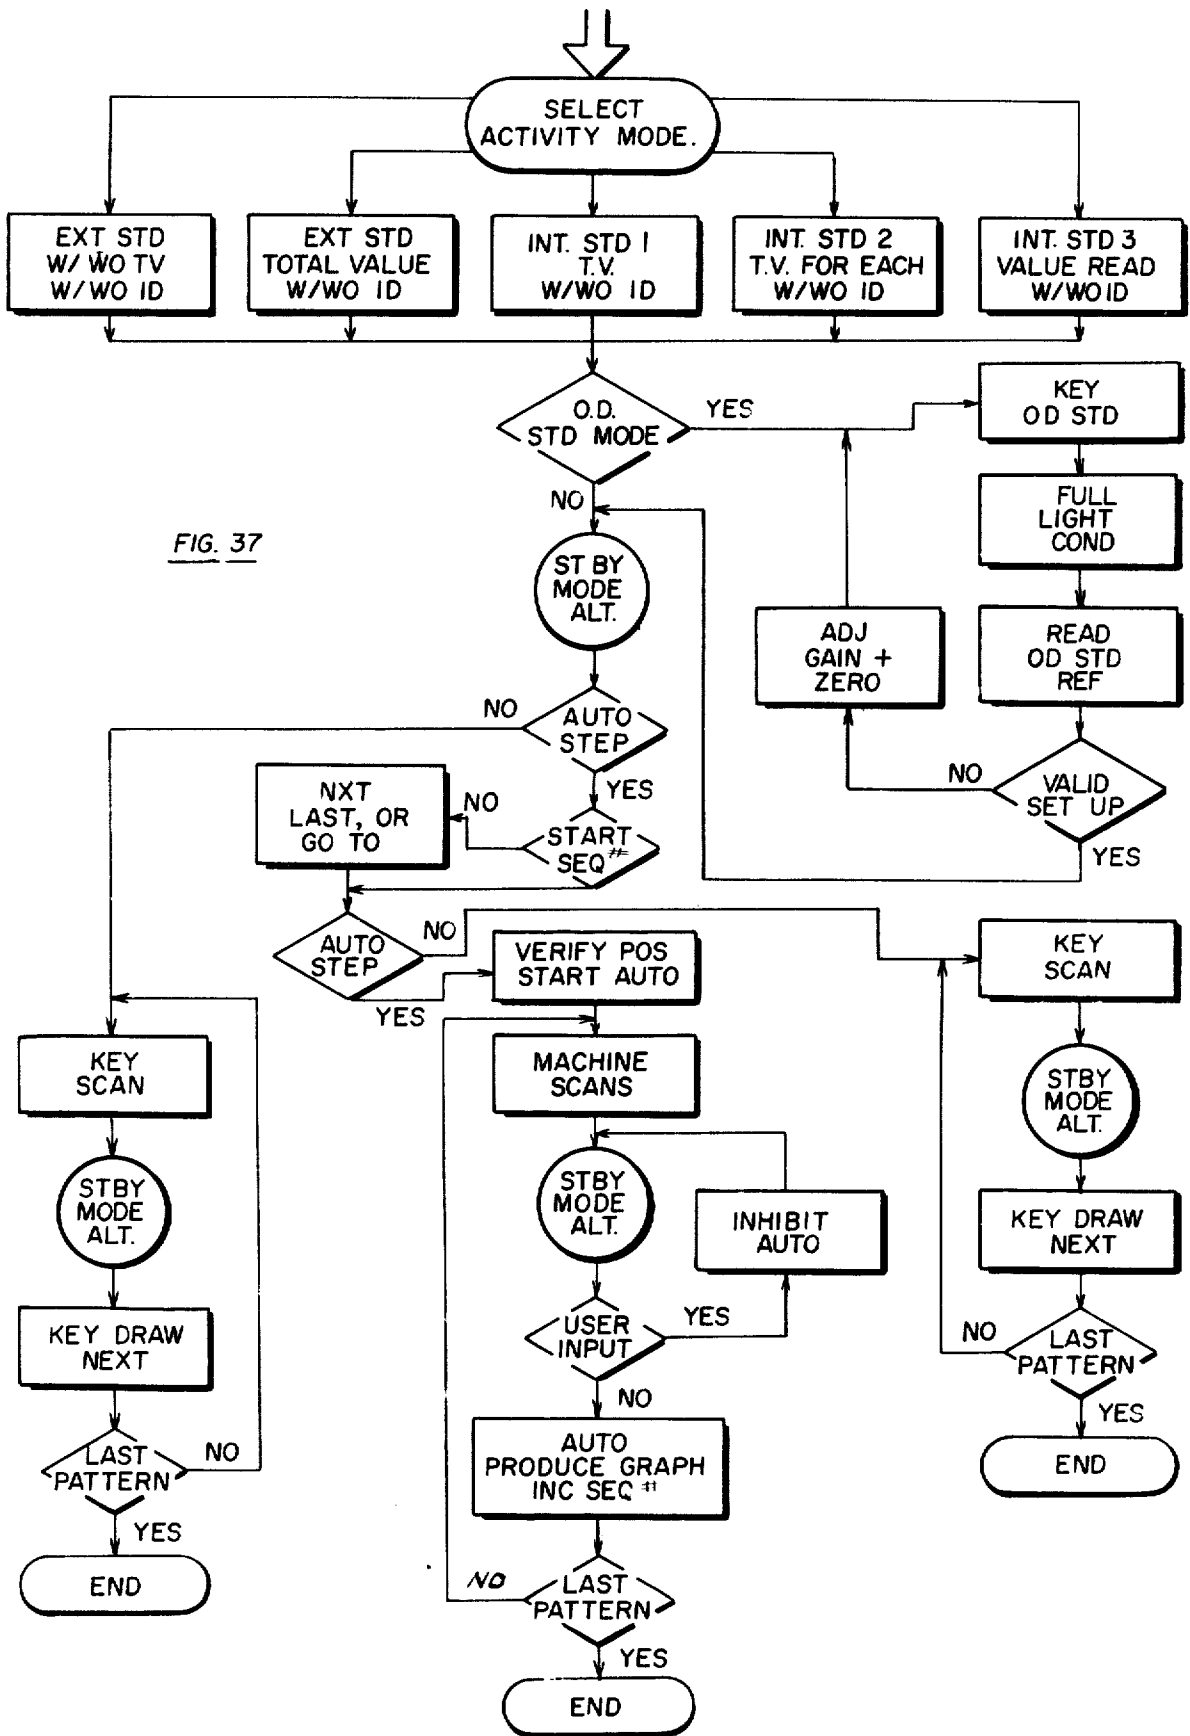 SELECT
ACTIVITY MODE.
EXT STD
W/ WO TV
W/WO ID
EXT STD
TOTAL VALUE
W/WO ID
INT. STD 1
T.V.
W/WO ID
INT. STD 2
T.V. FOR EACH
W/WO ID
INT. STD 3
VALUE READ
W/WO ID
O.D.
STD MODE
YES
NO
KEY
OD STD
FULL
LIGHT
COND
READ
OD STD
REF
VALID
SET UP
NO
YES
ADJ
GAIN +
ZERO
FIG. 37
ST BY
MODE
ALT.
AUTO
STEP
NO
YES
START
SEQ #
NO
NXT
LAST, OR
GO TO
AUTO
STEP
NO
YES
VERIFY POS
START AUTO
MACHINE
SCANS
STBY
MODE
ALT.
INHIBIT
AUTO
USER
INPUT
YES
NO
AUTO
PRODUCE GRAPH
INC SEQ #
LAST
PATTERN
NO
YES
END
KEY
SCAN
STBY
MODE
ALT.
KEY DRAW
NEXT
LAST
PATTERN
NO
YES
END
KEY
SCAN
STBY
MODE
ALT.
KEY DRAW
NEXT
LAST
PATTERN
NO
YES
END